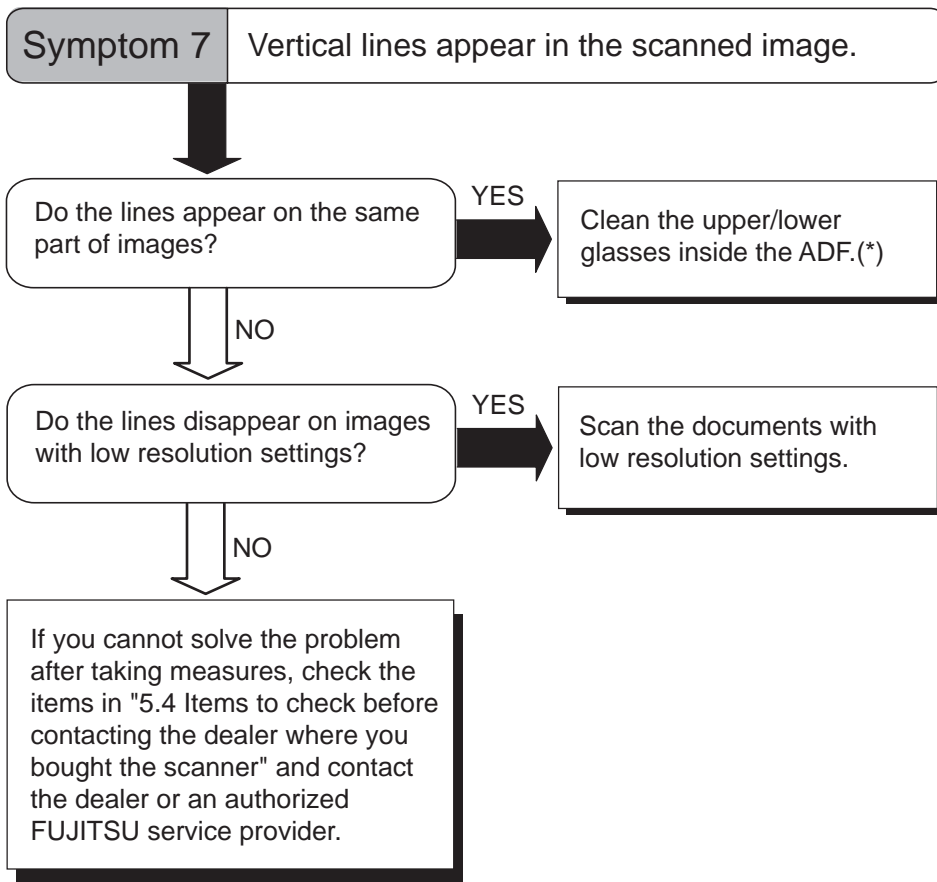 Symptom 7
Vertical lines appear in the scanned image.
Do the lines appear on the same
part of images?
YES
Clean the upper/lower
glasses inside the ADF.(*)
NO
Do the lines disappear on images
with low resolution settings?
YES
Scan the documents with
low resolution settings.
NO
If you cannot solve the problem
after taking measures, check the
items in "5.4 Items to check before
contacting the dealer where you
bought the scanner" and contact
the dealer or an authorized
FUJITSU service provider.